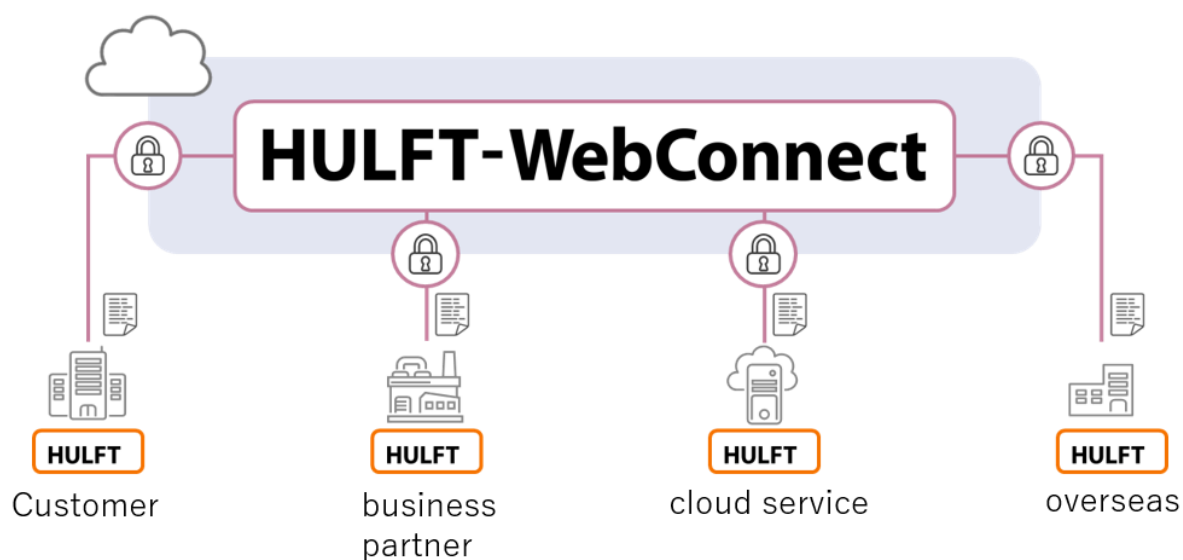 HULFT-WebConnect
HULFT
HULFT
HULFT
HULFT
Customer
business
partner
cloud service
overseas